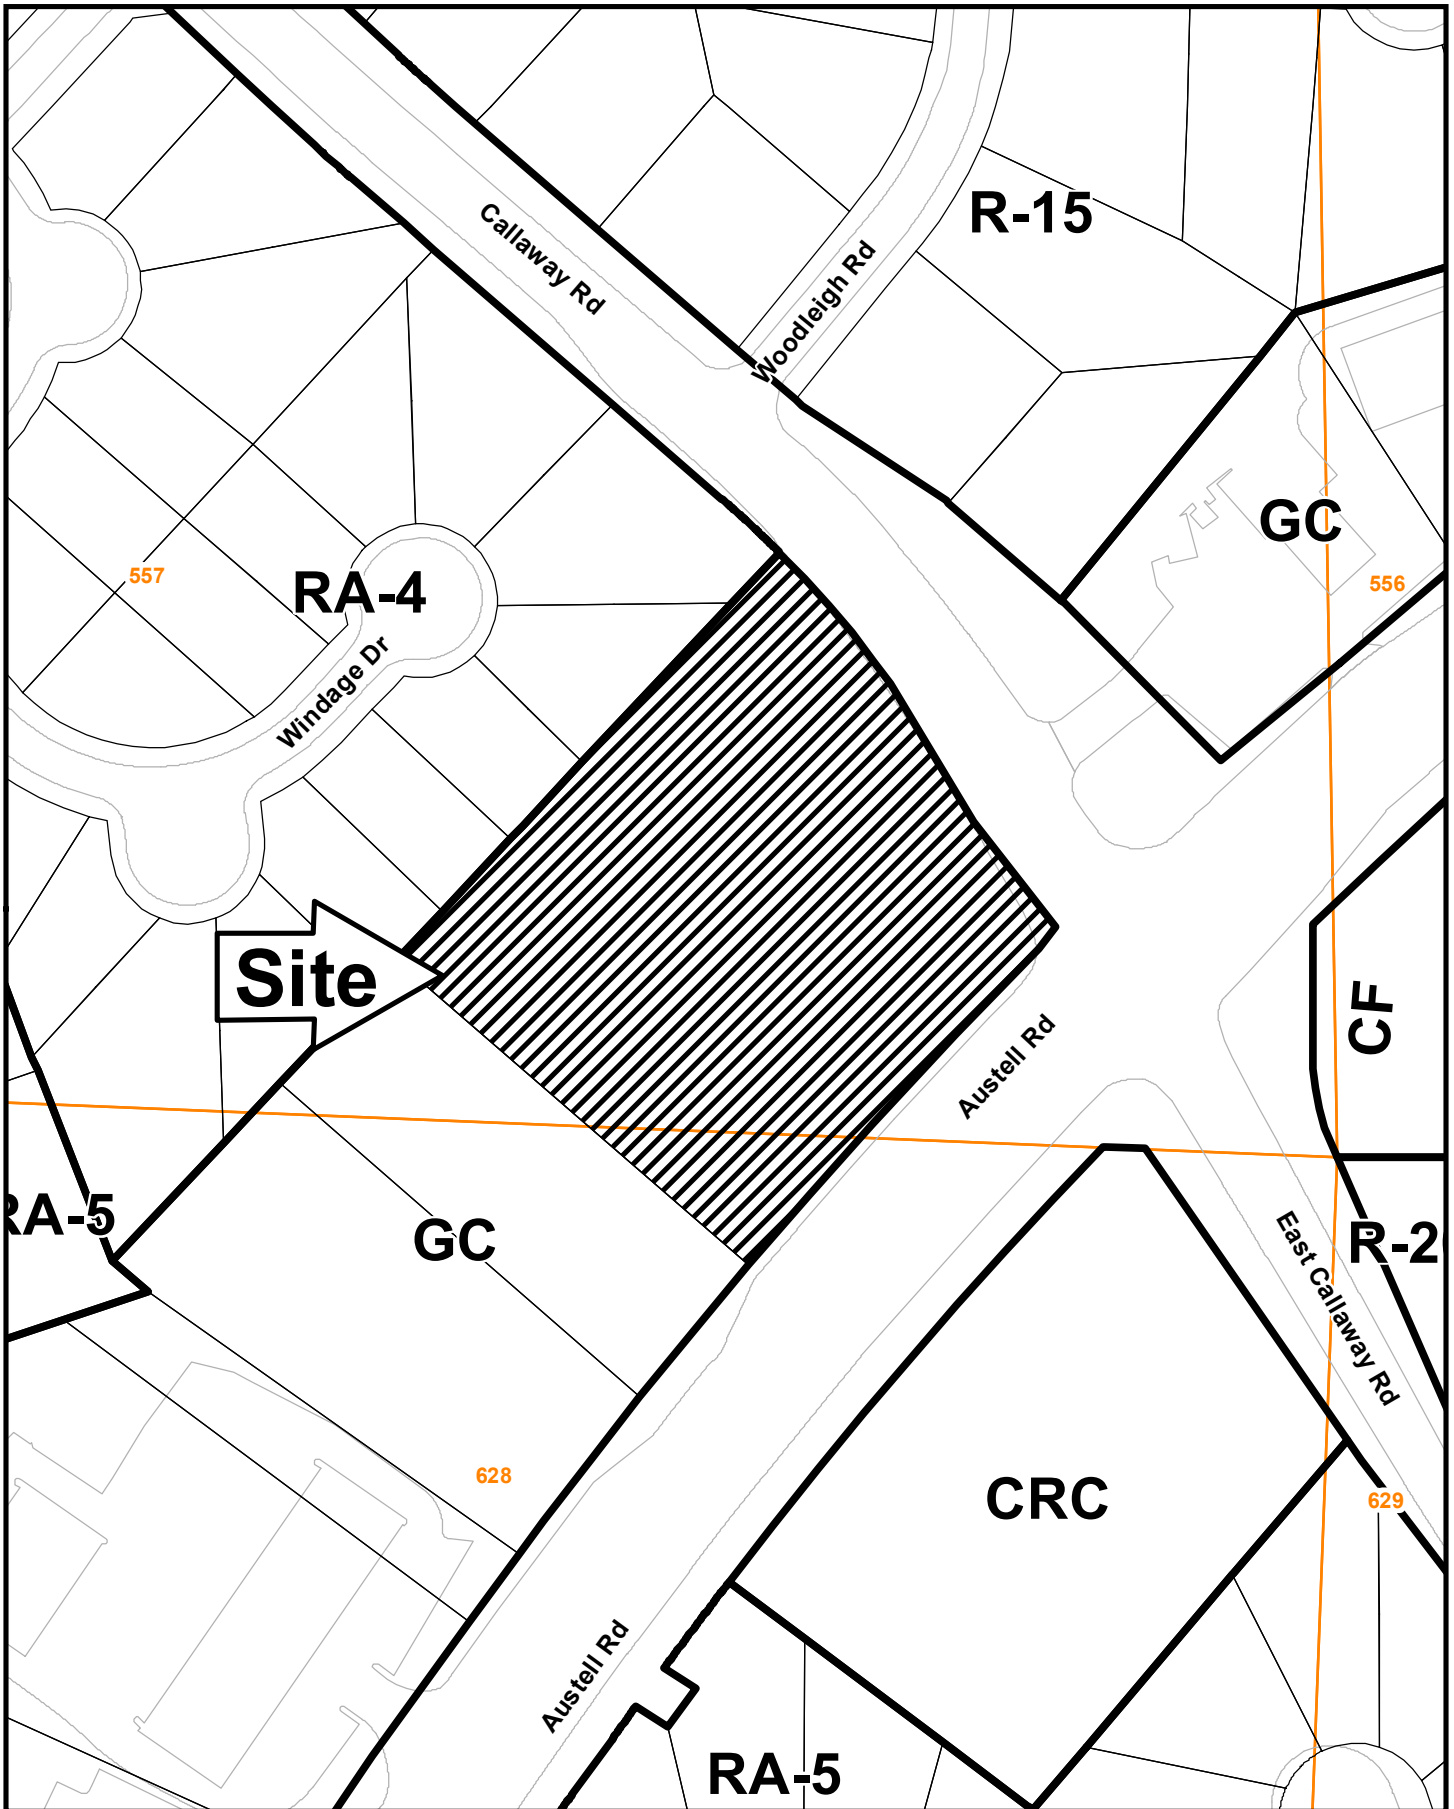 R-15
Callaway Rd
Woodleigh Rd
GC
557
556
RA-4
Windage Dr
Site
CF
Austell Rd
RA-5
GC
R-2
East Callaway Rd
628
CRC
629
Austell Rd
RA-5